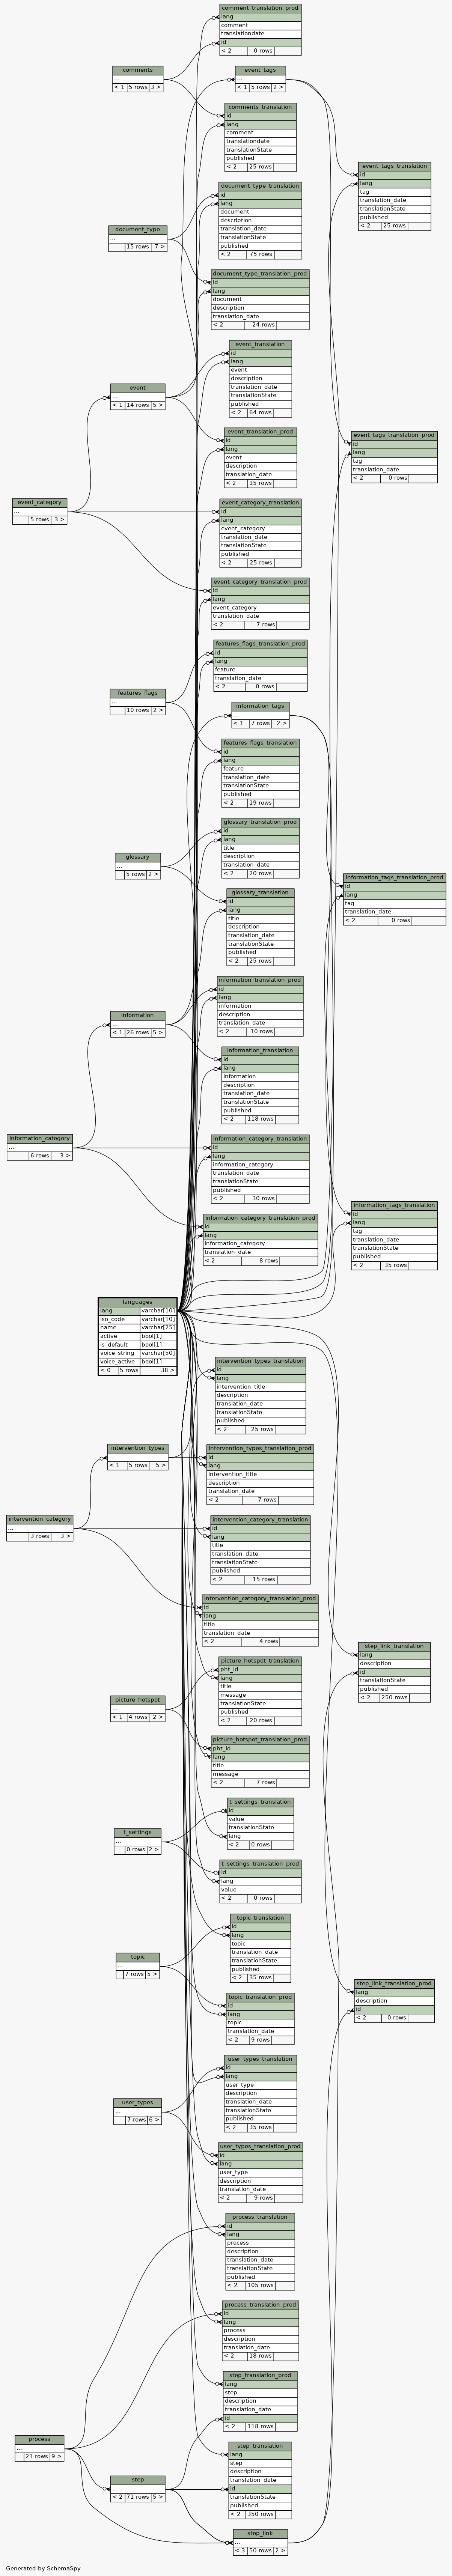 comment_translation_prod
lang
comment
translationdate
id
< 2 0 rows
comments
...
< 1 5 rows 3 >
event_tags
...
< 1 5 rows 2 >
comments_translation
id
lang
comment
translationdate
translationState
published
< 2 25 rows
event_tags_translation
id
lang
tag
translation_date
translationState
published
< 2 25 rows
document_type_translation
id
lang
document
description
translation_date
translationState
published
< 2 75 rows
document_type
...
15 rows 7 >
document_type_translation_prod
id
lang
document
description
translation_date
< 2 24 rows
event_translation
id
lang
event
description
translation_date
translationState
published
< 2 64 rows
event
...
< 1 14 rows 5 >
event_translation_prod
id
lang
event
description
translation_date
< 2 15 rows
event_tags_translation_prod
id
lang
tag
translation_date
< 2 0 rows
event_category
...
5 rows 3 >
event_category_translation
id
lang
event_category
translation_date
translationState
published
< 2 25 rows
event_category_translation_prod
id
lang
event_category
translation_date
< 2 7 rows
features_flags_translation_prod
id
lang
feature
translation_date
< 2 0 rows
features_flags
...
10 rows 2 >
information_tags
...
< 1 7 rows 2 >
features_flags_translation
id
lang
feature
translation_date
translationState
published
< 2 19 rows
glossary_translation_prod
id
lang
title
description
translation_date
< 2 20 rows
glossary
...
5 rows 2 >
information_tags_translation_prod
id
lang
tag
translation_date
< 2 0 rows
glossary_translation
id
lang
title
description
translation_date
translationState
published
< 2 25 rows
information_translation_prod
id
lang
information
description
translation_date
< 2 10 rows
information
...
< 1 26 rows 5 >
information_translation
id
lang
information
description
translation_date
translationState
published
< 2 118 rows
information_category
...
6 rows 3 >
information_category_translation
id
lang
information_category
translation_date
translationState
published
< 2 30 rows
information_tags_translation
id
lang
tag
translation_date
translationState
published
< 2 35 rows
information_category_translation_prod
id
lang
information_category
translation_date
< 2 8 rows
languages
lang varchar[10]
iso_code varchar[10]
name varchar[25]
active bool[1]
is_default bool[1]
voice_string varchar[50]
voice_active bool[1]
< 0 5 rows 38 >
intervention_types_translation
id
lang
intervention_title
description
translation_date
translationState
published
< 2 25 rows
intervention_types
...
< 1 5 rows 5 >
intervention_types_translation_prod
id
lang
intervention_title
description
translation_date
< 2 7 rows
intervention_category
...
3 rows 3 >
intervention_category_translation
id
lang
title
translation_date
translationState
published
< 2 15 rows
intervention_category_translation_prod
id
lang
title
translation_date
< 2 4 rows
step_link_translation
lang
description
id
translationState
published
< 2 250 rows
picture_hotspot_translation
pht_id
lang
title
message
translationState
published
< 2 20 rows
picture_hotspot
...
< 1 4 rows 2 >
picture_hotspot_translation_prod
pht_id
lang
title
message
< 2 7 rows
t_settings_translation
id
value
translationState
lang
< 2 0 rows
t_settings
...
0 rows 2 >
t_settings_translation_prod
id
lang
value
< 2 0 rows
topic_translation
id
lang
topic
translation_date
translationState
published
< 2 35 rows
topic
...
7 rows 5 >
step_link_translation_prod
lang
description
id
< 2 0 rows
topic_translation_prod
id
lang
topic
translation_date
< 2 9 rows
user_types_translation
id
lang
user_type
description
translation_date
translationState
published
< 2 35 rows
user_types
...
7 rows 6 >
user_types_translation_prod
id
lang
user_type
description
translation_date
< 2 9 rows
process_translation
id
lang
process
description
translation_date
translationState
published
< 2 105 rows
process_translation_prod
id
lang
process
description
translation_date
< 2 18 rows
step_translation_prod
lang
step
description
translation_date
id
< 2 118 rows
process
...
21 rows 9 >
step_translation
lang
step
description
translation_date
id
translationState
published
< 2 350 rows
step
...
< 2 71 rows 5 >
step_link
...
< 3 50 rows 2 >
Generated by SchemaSpy